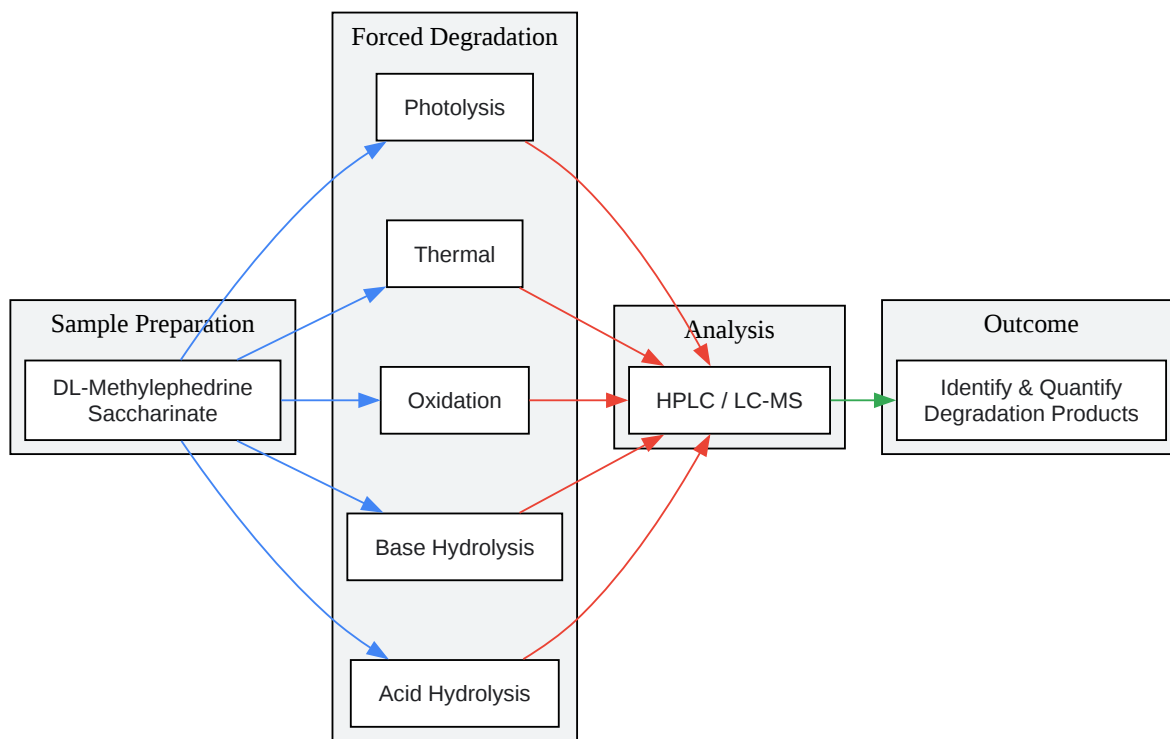 Sample Preparation
DL-Methylephedrine
Saccharinate
Forced Degradation
Photolysis
Thermal
Oxidation
Base Hydrolysis
Acid Hydrolysis
Analysis
HPLC / LC-MS
Outcome
Identify & Quantify
Degradation Products